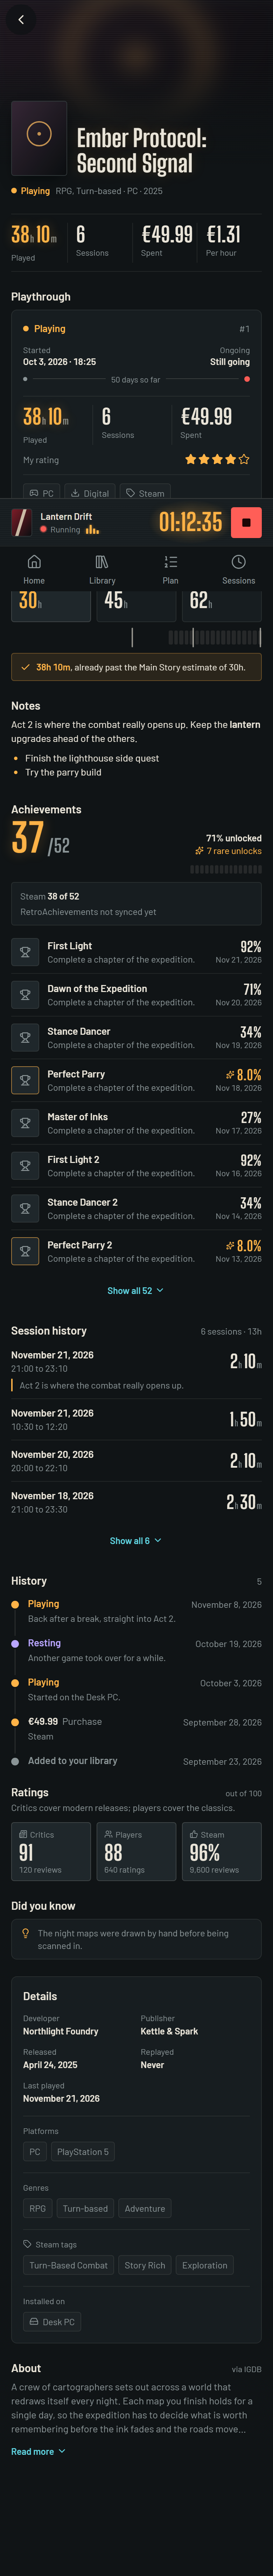 Ember Protocol:
Second Signal
Playing RPG, Turn-based · PC · 2025
38h10m 6 €49.99 €1.31
Played Sessions Spent Per hour
Playthrough
Playing #1
Started Ongoing
Oct 3, 2026 · 18:25 Still going
50 days so far
38h10m 6 €49.99
Played Sessions Spent
My rating
PC Digital Steam
Lantern Drift
Running
01:12:35
Home Library Plan Sessions
30h 45h 62h
38h 10m, already past the Main Story estimate of 30h.
Notes
Act 2 is where the combat really opens up. Keep the lantern
upgrades ahead of the others.
Finish the lighthouse side quest
Try the parry build
Achievements
37/52
71% unlocked
7 rare unlocks
Steam 38 of 52
RetroAchievements not synced yet
First Light 92%
Complete a chapter of the expedition. Nov 21, 2026
Dawn of the Expedition 71%
Complete a chapter of the expedition. Nov 20, 2026
Stance Dancer 34%
Complete a chapter of the expedition. Nov 19, 2026
Perfect Parry 8.0%
Complete a chapter of the expedition. Nov 18, 2026
Master of Inks 27%
Complete a chapter of the expedition. Nov 17, 2026
First Light 2 92%
Complete a chapter of the expedition. Nov 16, 2026
Stance Dancer 2 34%
Complete a chapter of the expedition. Nov 14, 2026
Perfect Parry 2 8.0%
Complete a chapter of the expedition. Nov 13, 2026
Show all 52
Session history 6 sessions · 13h
November 21, 2026 2h10m
21:00 to 23:10
Act 2 is where the combat really opens up.
November 21, 2026 1h50m
10:30 to 12:20
November 20, 2026 2h10m
20:00 to 22:10
November 18, 2026 2h30m
21:00 to 23:30
Show all 6
History 5
Playing November 8, 2026
Back after a break, straight into Act 2.
Resting October 19, 2026
Another game took over for a while.
Playing October 3, 2026
Started on the Desk PC.
€49.99 Purchase September 28, 2026
Steam
Added to your library September 23, 2026
Ratings out of 100
Critics cover modern releases; players cover the classics.
Critics Players Steam
91 88 96%
120 reviews 640 ratings 9,600 reviews
Did you know
The night maps were drawn by hand before being
scanned in.
Details
Developer Publisher
Northlight Foundry Kettle & Spark
Released Replayed
April 24, 2025 Never
Last played
November 21, 2026
Platforms
PC PlayStation 5
Genres
RPG Turn-based Adventure
Steam tags
Turn-Based Combat Story Rich Exploration
Installed on
Desk PC
About via IGDB
A crew of cartographers sets out across a world that
redraws itself every night. Each map you finish holds for a
single day, so the expedition has to decide what is worth
remembering before the ink fades and the roads move...
Read more